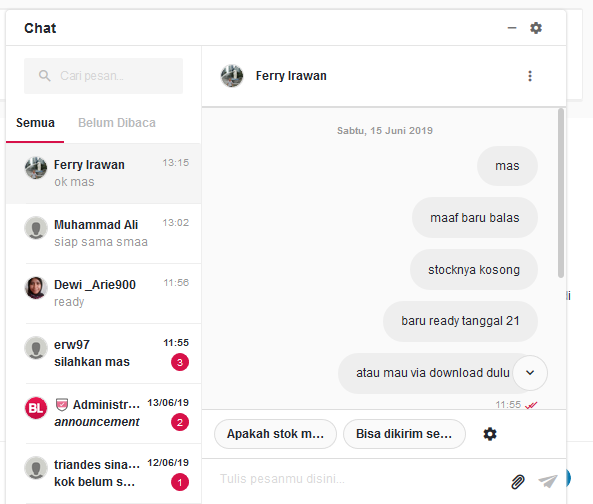 Chat
Cari pesan...
Semua
Belum Dibaca
Ferry Irawan
13:15
ok mas
Muhammad Ali
13:02
siap sama smaa
Dewi _Arie900
11:56
ready
erw97
11:55
silahkan mas
3
BL
Administr...
13/06/19
announcement
2
triandes sina...
12/06/19
kok belum s...
1
Ferry Irawan
Sabtu, 15 Juni 2019
mas
maaf baru balas
stocknya kosong
baru ready tanggal 21
atau mau via download dulu
11:55
Apakah stok m...
Bisa dikirim se...
Tulis pesanmu disini...